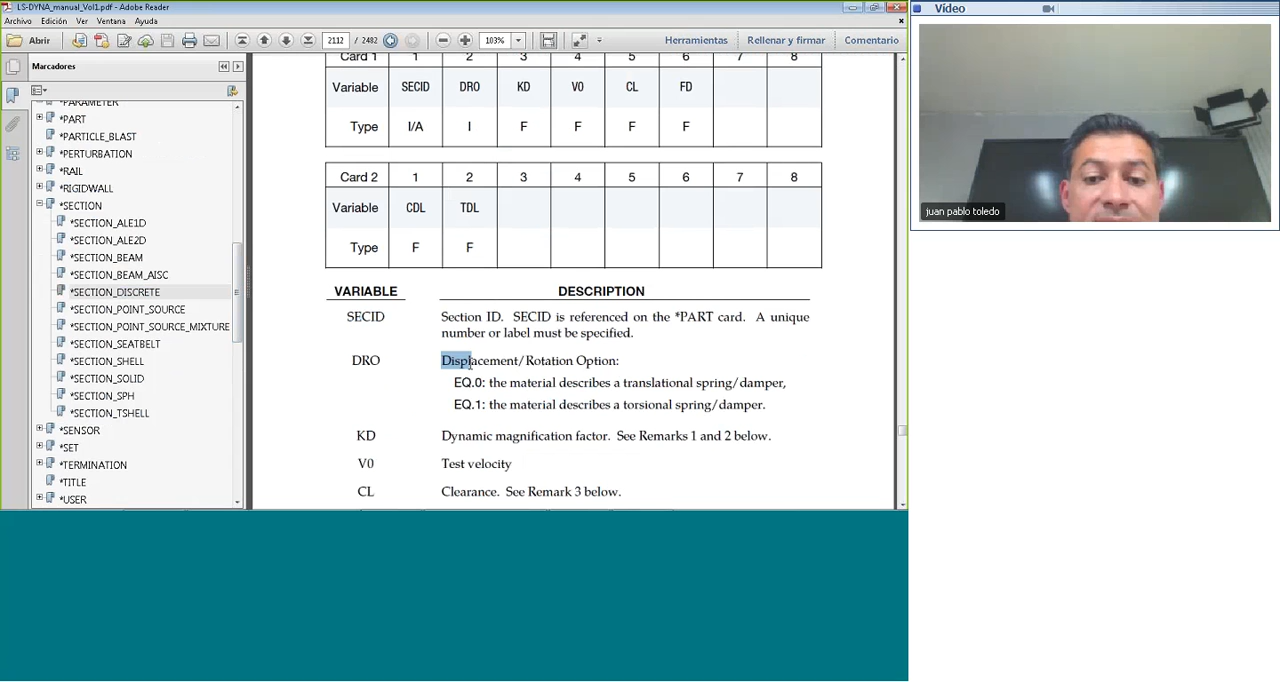 LS-DYNA_manual_Vol1.pdf - Adobe Reader
Archivo Edición Ver Ventana Ayuda
Abrir 2112 / 2482 103% Herramientas Rellenar y firmar Comentario
Marcadores
*PARAMETER
*PART
*PARTICLE_BLAST
*PERTURBATION
*RAIL
*RIGIDWALL
*SECTION
*SECTION_ALE1D
*SECTION_ALE2D
*SECTION_BEAM
*SECTION_BEAM_AISC
*SECTION_DISCRETE
*SECTION_POINT_SOURCE
*SECTION_POINT_SOURCE_MIXTURE
*SECTION_SEATBELT
*SECTION_SHELL
*SECTION_SOLID
*SECTION_SPH
*SECTION_TSHELL
*SENSOR
*SET
*TERMINATION
*TITLE
*USER
Card 1 1 2 3 4 5 6 7 8
Variable SECID DRO KD V0 CL FD
Type I/A I F F F F
Card 2 1 2 3 4 5 6 7 8
Variable CDL TDL
Type F F
VARIABLE DESCRIPTION
SECID Section ID. SECID is referenced on the *PART card. A unique
number or label must be specified.
DRO Displacement/Rotation Option:
EQ.0: the material describes a translational spring/damper,
EQ.1: the material describes a torsional spring/damper.
KD Dynamic magnification factor. See Remarks 1 and 2 below.
V0 Test velocity
CL Clearance. See Remark 3 below.
Vídeo
juan pablo toledo